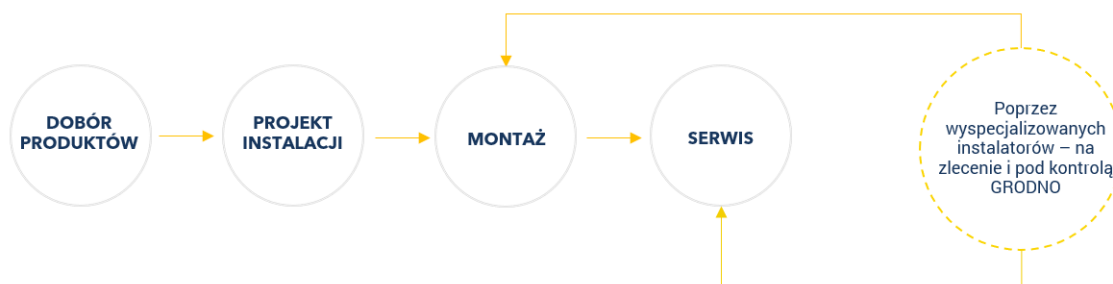 DOBÓR
PRODUKTÓW
PROJEKT
INSTALACJI
MONTAŻ
SERWIS
Poprzez
wyspecjalizowanych
instalatorów – na
zlecenie i pod kontrolą
GRODNO